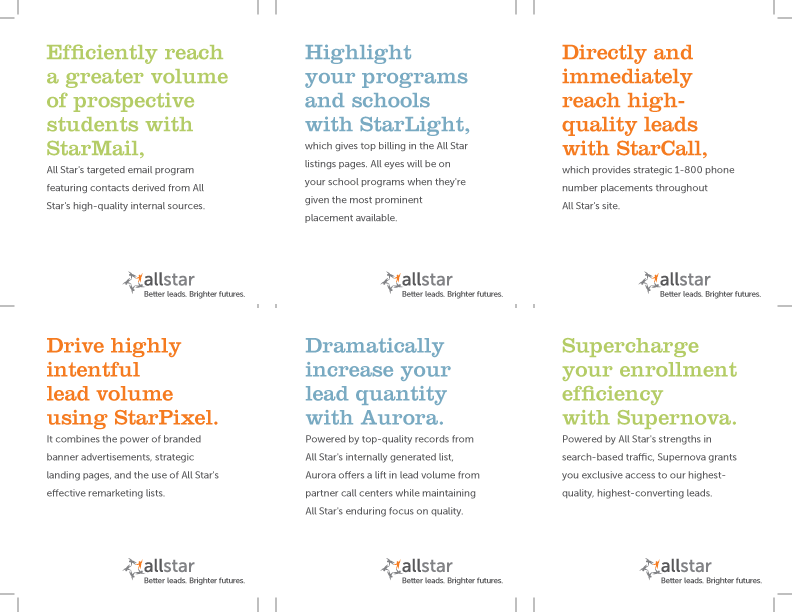 Efficiently reach
a greater volume
of prospective
students with
StarMail,
All Star's targeted email program
featuring contacts derived from All
Star's high-quality internal sources.
allstar
Better leads. Brighter futures.
Highlight
your programs
and schools
with StarLight,
which gives top billing in the All Star
listings pages. All eyes will be on
your school programs when they're
given the most prominent
placement available.
allstar
Better leads. Brighter futures.
Directly and
immediately
reach high-
quality leads
with StarCall,
which provides strategic 1-800 phone
number placements throughout
All Star's site.
allstar
Better leads. Brighter futures.
Drive highly
intentful
lead volume
using StarPixel.
It combines the power of branded
banner advertisements, strategic
landing pages, and the use of All Star's
effective remarketing lists.
allstar
Better leads. Brighter futures.
Dramatically
increase your
lead quantity
with Aurora.
Powered by top-quality records from
All Star's internally generated list,
Aurora offers a lift in lead volume from
partner call centers while maintaining
All Star's enduring focus on quality.
allstar
Better leads. Brighter futures.
Supercharge
your enrollment
efficiency
with Supernova.
Powered by All Star's strengths in
search-based traffic, Supernova grants
you exclusive access to our highest-
quality, highest-converting leads.
allstar
Better leads. Brighter futures.